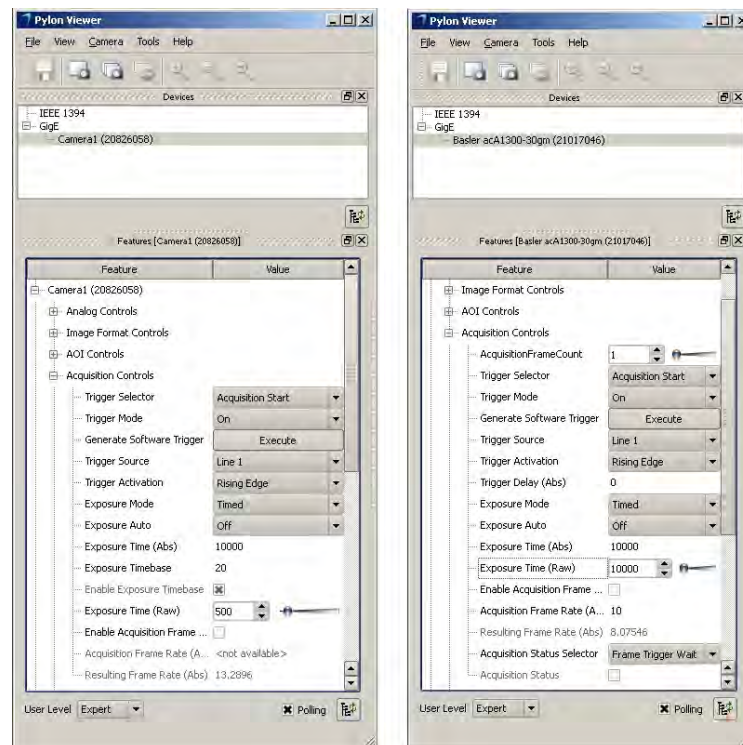 Pylon Viewer
File View Camera Tools Help
Devices
IEEE 1394
GigE
Camera1 (20826058)
Features [Camera1 (20826058)]
Feature Value
Camera1 (20826058)
Analog Controls
Image Format Controls
AOI Controls
Acquisition Controls
Trigger Selector Acquisition Start
Trigger Mode On
Generate Software Trigger Execute
Trigger Source Line 1
Trigger Activation Rising Edge
Exposure Mode Timed
Exposure Auto Off
Exposure Time (Abs) 10000
Exposure Timebase 20
Enable Exposure Timebase
Exposure Time (Raw) 500
Enable Acquisition Frame ...
Acquisition Frame Rate (A... <not available>
Resulting Frame Rate (Abs) 13.2896
User Level Expert Polling
Pylon Viewer
File View Camera Tools Help
Devices
IEEE 1394
GigE
Basler acA1300-30gm (21017046)
Features [Basler acA1300-30gm (21017046)]
Feature Value
Image Format Controls
AOI Controls
Acquisition Controls
AcquisitionFrameCount 1
Trigger Selector Acquisition Start
Trigger Mode On
Generate Software Trigger Execute
Trigger Source Line 1
Trigger Activation Rising Edge
Trigger Delay (Abs) 0
Exposure Mode Timed
Exposure Auto Off
Exposure Time (Abs) 10000
Exposure Time (Raw) 10000
Enable Acquisition Frame ...
Acquisition Frame Rate (A... 10
Resulting Frame Rate (Abs) 8.07546
Acquisition Status Selector Frame Trigger Wait
Acquisition Status
User Level Expert Polling